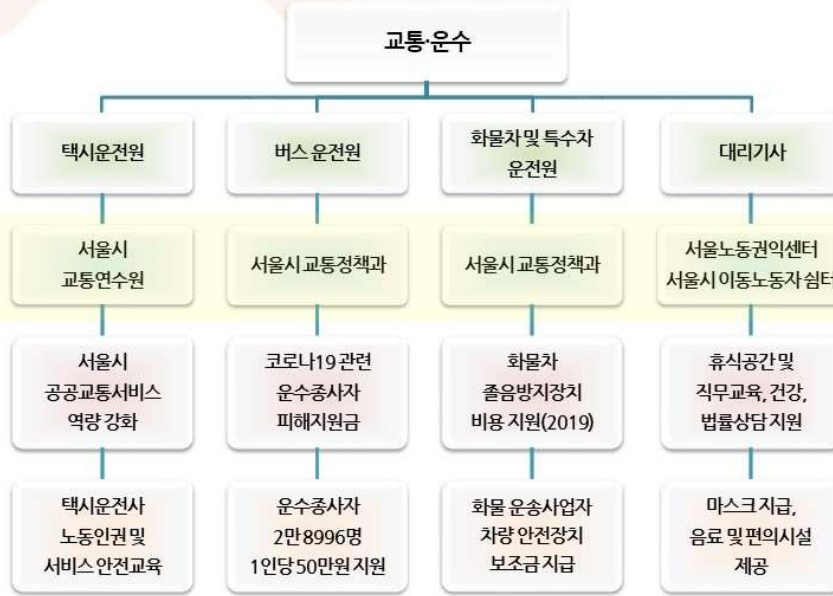 교통·운수
택시운전원
버스 운전원
화물차 및 특수차
운전원
대리기사
서울시
교통연수원
서울시 교통정책과
서울시 교통정책과
서울노동권익센터
서울시 이동노동자 쉼터
서울시
공공교통서비스
역량 강화
코로나19 관련
운수종사자
피해지원금
화물차
졸음방지장치
비용 지원(2019)
휴식공간 및
직무교육, 건강,
법률상담 지원
택시운전사
노동인권 및
서비스 안전교육
운수종사자
2만 8996명
1인당 50만원 지원
화물 운송사업자
차량 안전장치
보조금 지급
마스크 지급,
음료 및 편의시설
제공